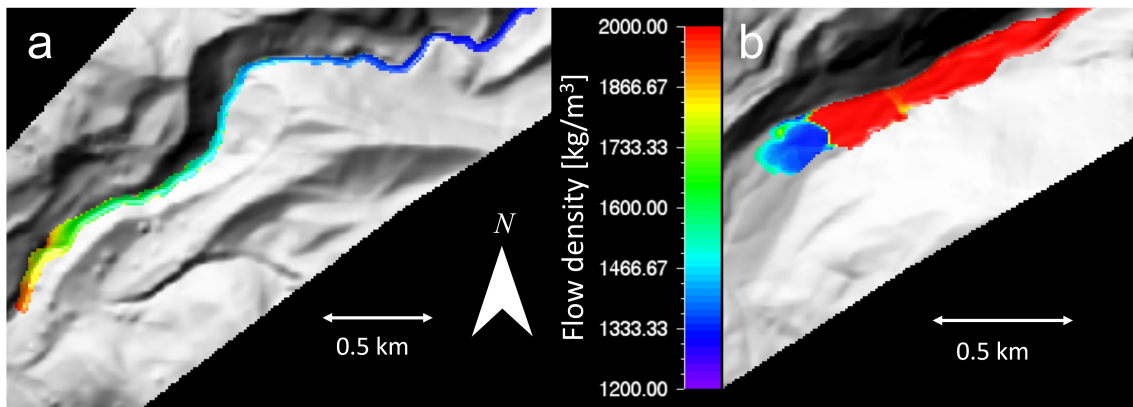 a
N
0.5 km
Flow density [kg/m³]
2000.00
1866.67
1733.33
1600.00
1466.67
1333.33
1200.00
b
0.5 km